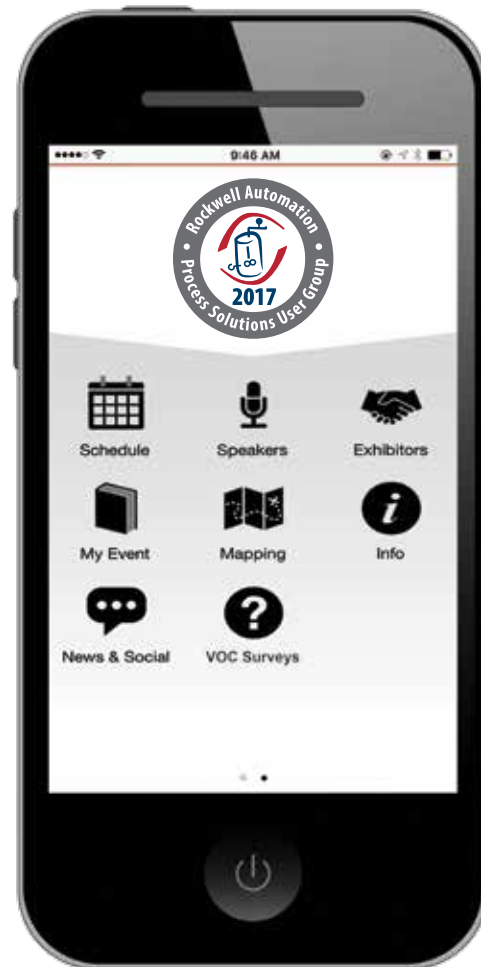 9:46 AM
Rockwell Automation
2017
Process Solutions User Group
Schedule Speakers Exhibitors
My Event Mapping Info
News & Social VOC Surveys